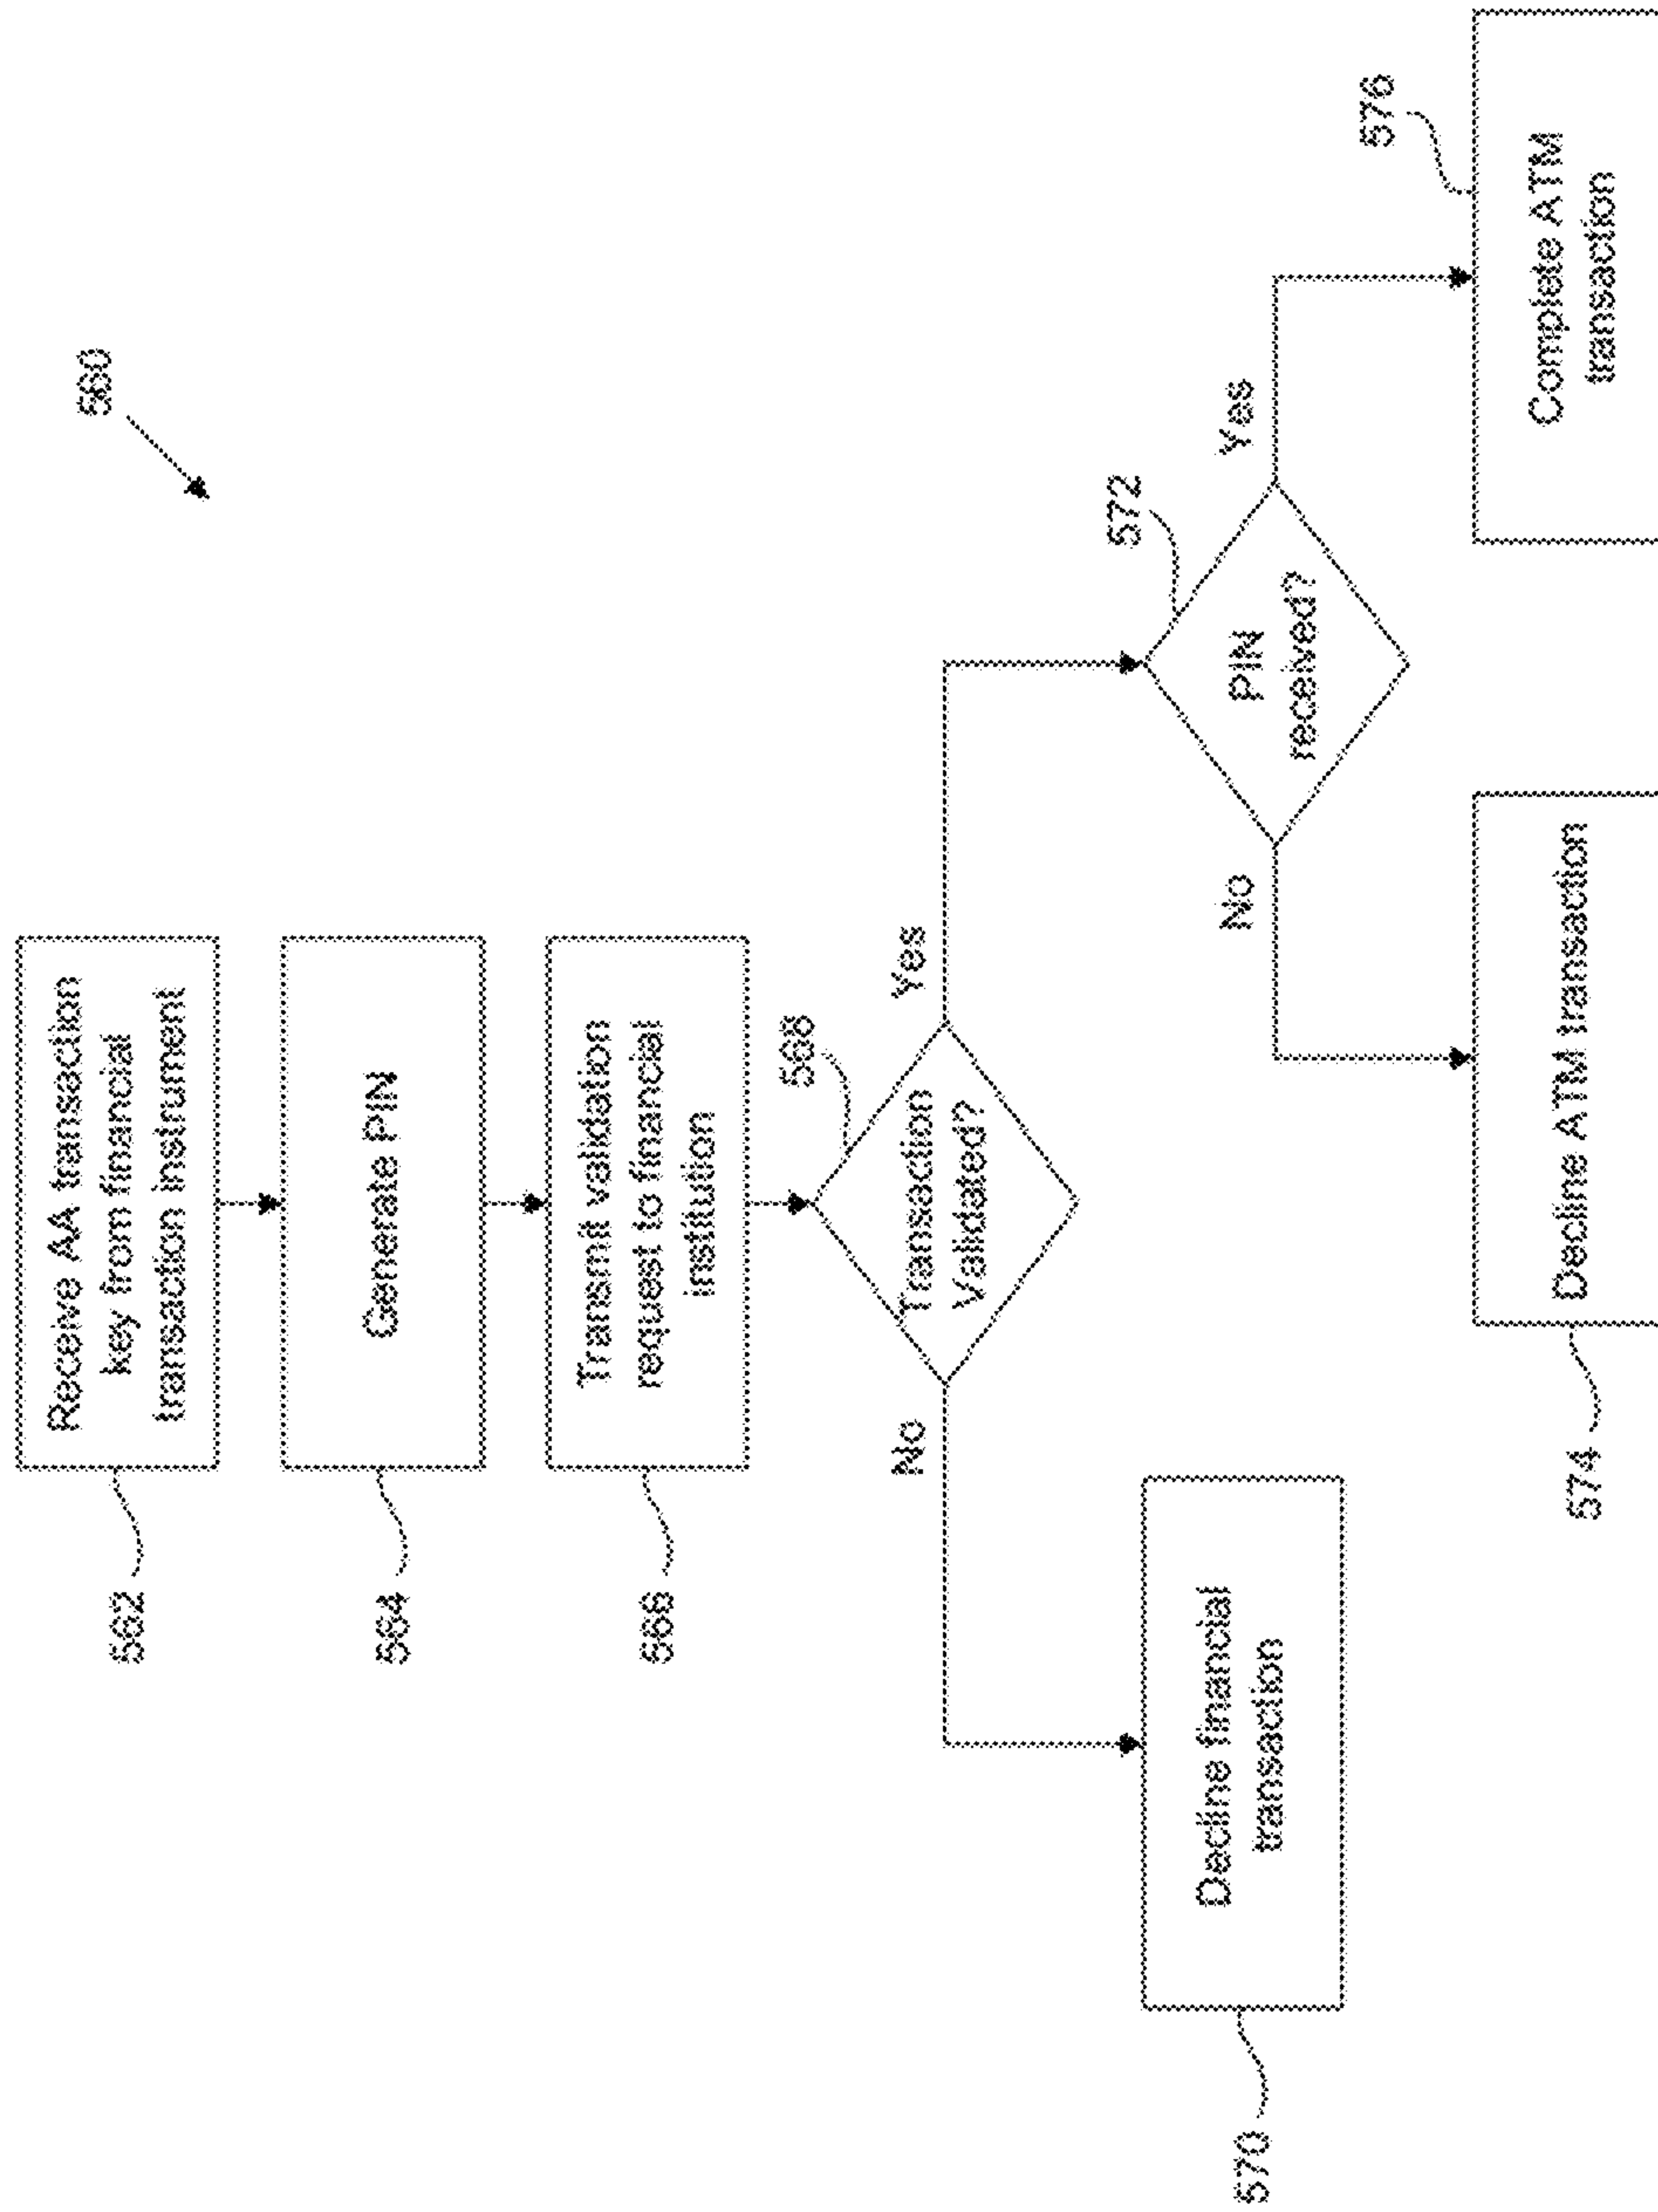 560
562
Receive AA transaction
key from financial
transaction instrument
564
Generate PIN
566
Transmit validation
request to financial
institution
568
Transaction
Validated?
No
Yes
570
Decline financial
transaction
572
PIN
received?
No
Yes
574
Decline ATM transaction
576
Complete ATM
transaction